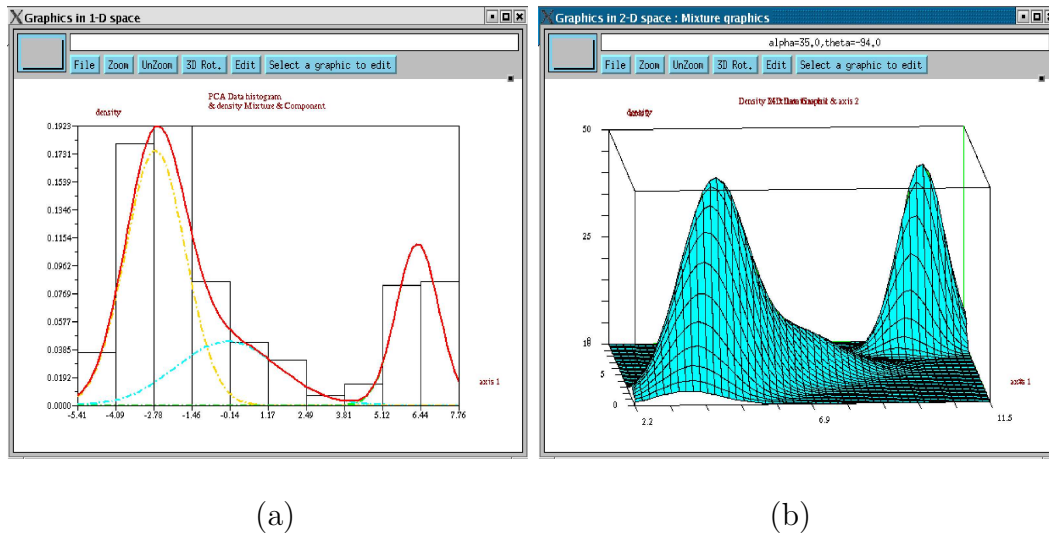 Graphics in 1-D space
File Zoom UnZoom 3D Rot. Edit Select a graphic to edit
PCA Data histogram
& density Mixture & Component
density
0.1923
0.1731
0.1539
0.1346
0.1154
0.0962
0.0769
0.0577
0.0385
0.0192
0.0000
-5.41 -4.09 -2.78 -1.46 -0.14 1.17 2.49 3.81 5.12 6.44 7.76
axis 1
(a)
Graphics in 2-D space : Mixture graphics
alpha=35.0,theta=-94.0
File Zoom UnZoom 3D Rot. Edit Select a graphic to edit
Density & axis 2
50
25
5
0
2.2 6.9 11.5
(b)